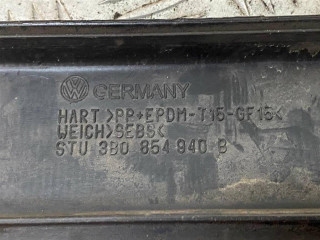 GERMANY
HART >PP+EPDM-T15-GF15<
WEICH>SEBS<
STU 3B0 854 940 B